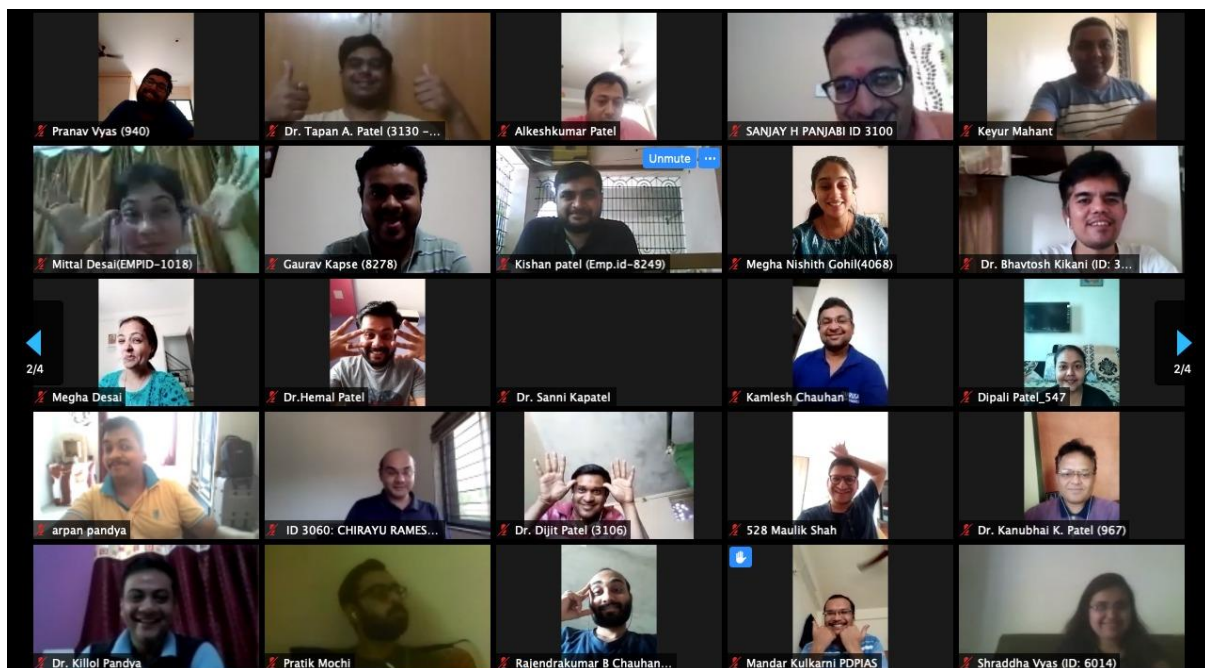 Pranav Vyas (940)
Dr. Tapan A. Patel (3130 -...
Alkeshkumar Patel
SANJAY H PANJABI ID 3100
Keyur Mahant
Unmute ...
Mittal Desai(EMPID-1018)
Gaurav Kapse (8278)
Kishan patel (Emp.id-8249)
Megha Nishith Gohil(4068)
Dr. Bhavtosh Kikani (ID: 3...
2/4
2/4
Megha Desai
Dr.Hemal Patel
Dr. Sanni Kapatel
Kamlesh Chauhan
Dipali Patel_547
arpan pandya
ID 3060: CHIRAYU RAMES...
Dr. Dijit Patel (3106)
528 Maulik Shah
Dr. Kanubhai K. Patel (967)
Dr. Killol Pandya
Pratik Mochi
Rajendrakumar B Chauhan...
Mandar Kulkarni PDPIAS
Shraddha Vyas (ID: 6014)